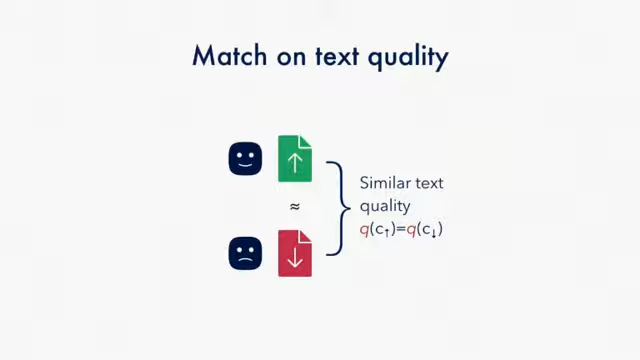 Match on text quality
≈
Similar text
quality
q(c↑)=q(c↓)